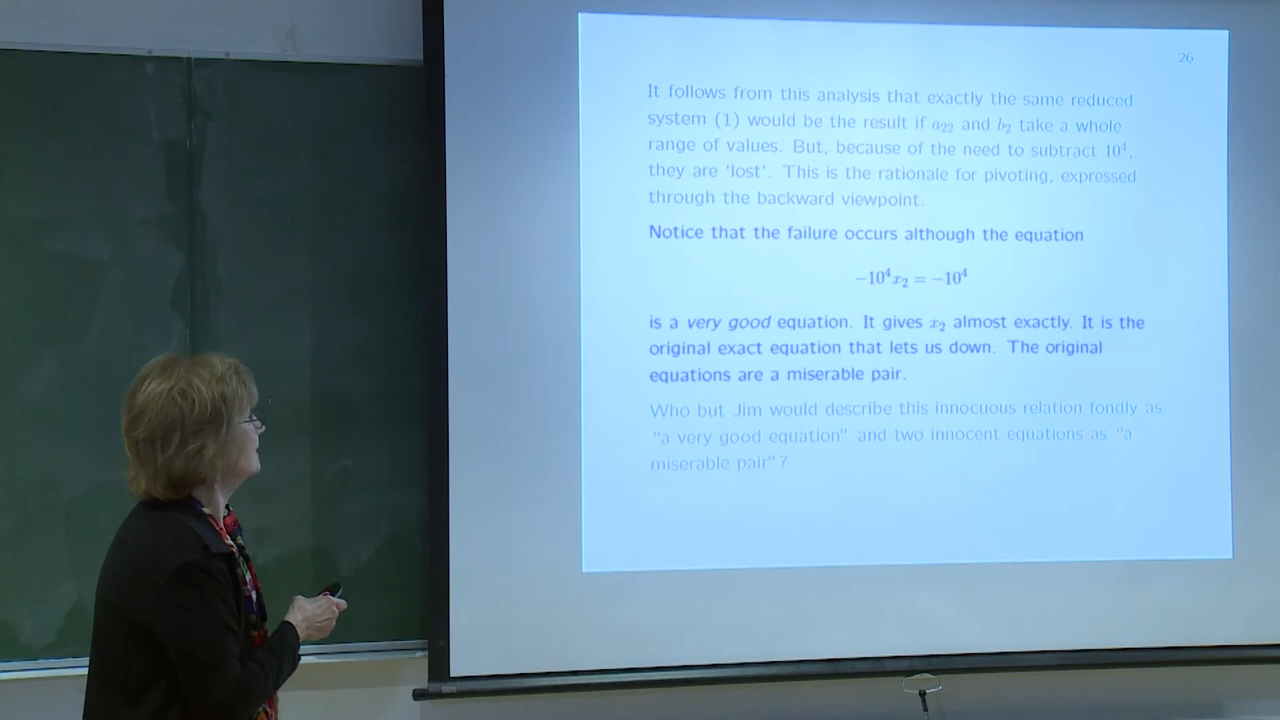 26
It follows from this analysis that exactly the same reduced
system (1) would be the result if a₂₂ and b₂ take a whole
range of values. But, because of the need to subtract 10⁴,
they are ‘lost’. This is the rationale for pivoting, expressed
through the backward viewpoint.
Notice that the failure occurs although the equation
−10⁴x₂ = −10⁴
is a very good equation. It gives x₂ almost exactly. It is the
original exact equation that lets us down. The original
equations are a miserable pair.
Who but Jim would describe this innocuous relation fondly as
"a very good equation" and two innocent equations as "a
miserable pair"?